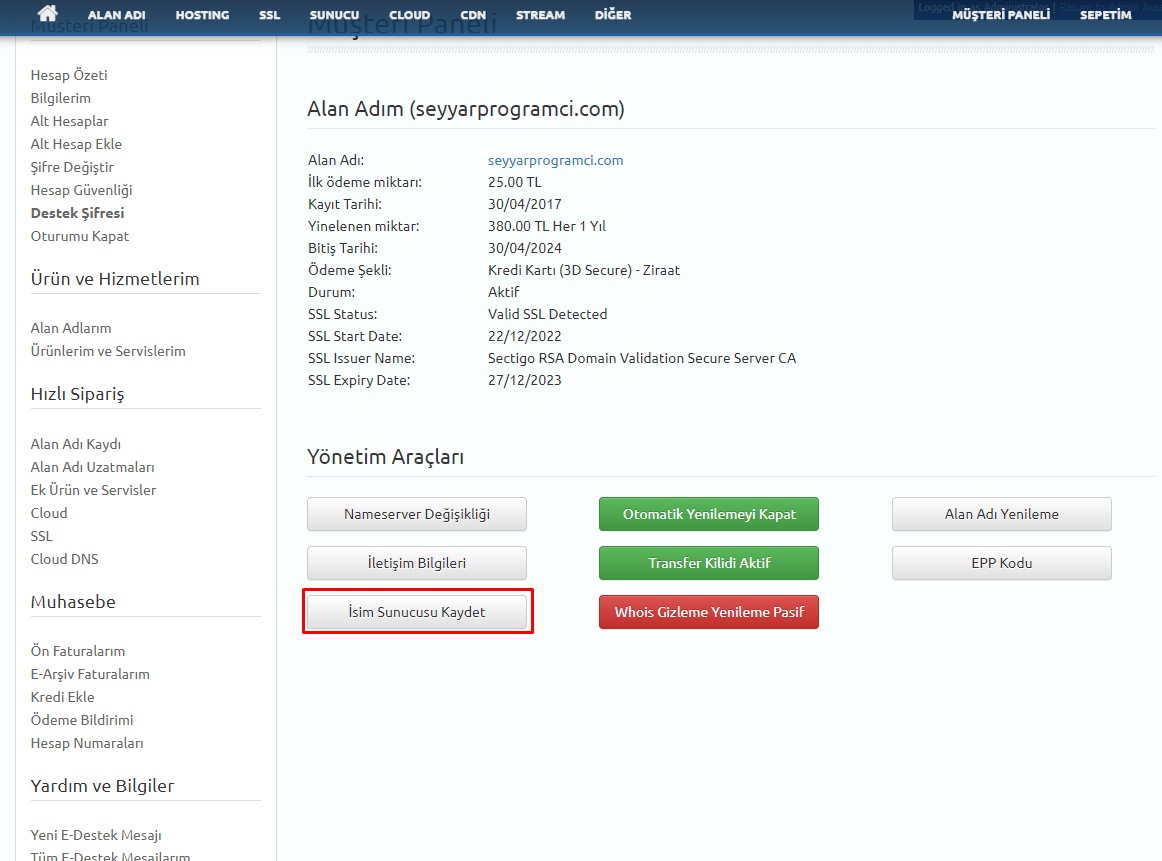 ALAN ADI HOSTING SSL SUNUCU CLOUD CDN STREAM DİĞER MÜŞTERİ PANELİ SEPETİM
Müşteri Paneli
Hesap Özeti
Bilgilerim
Alt Hesaplar
Alt Hesap Ekle
Şifre Değiştir
Hesap Güvenliği
Destek Şifresi
Oturumu Kapat
Ürün ve Hizmetlerim
Alan Adlarım
Ürünlerim ve Servislerim
Hızlı Sipariş
Alan Adı Kaydı
Alan Adı Uzatmaları
Ek Ürün ve Servisler
Cloud
SSL
Cloud DNS
Muhasebe
Ön Faturalarım
E-Arşiv Faturalarım
Kredi Ekle
Ödeme Bildirimi
Hesap Numaraları
Yardım ve Bilgiler
Yeni E-Destek Mesajı
Tüm E-Destek Mesajlarım
Müşteri Paneli
Alan Adım (seyyarprogramci.com)
Alan Adı: seyyarprogramci.com
İlk ödeme miktarı: 25.00 TL
Kayıt Tarihi: 30/04/2017
Yinelenen miktar: 380.00 TL Her 1 Yıl
Bitiş Tarihi: 30/04/2024
Ödeme Şekli: Kredi Kartı (3D Secure) - Ziraat
Durum: Aktif
SSL Status: Valid SSL Detected
SSL Start Date: 22/12/2022
SSL Issuer Name: Sectigo RSA Domain Validation Secure Server CA
SSL Expiry Date: 27/12/2023
Yönetim Araçları
Nameserver Değişikliği Otomatik Yenilemeyi Kapat Alan Adı Yenileme
İletişim Bilgileri Transfer Kilidi Aktif EPP Kodu
İsim Sunucusu Kaydet Whois Gizleme Yenileme Pasif